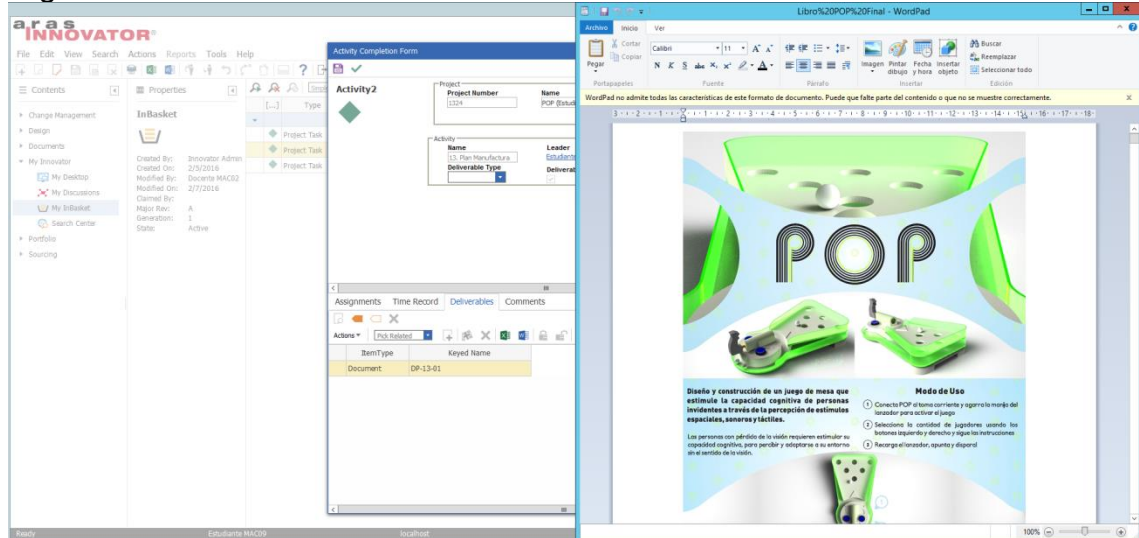 aras
INNOVATOR®
File Edit View Search Actions Reports Tools Help
Contents
Change Management
Design
Documents
My Innovator
My Desktop
My Discussions
My InBasket
Search Center
Portfolio
Sourcing
Properties
InBasket
Created By: Innovator Admin
Created On: 2/5/2016
Modified By: Docente MAC02
Modified On: 2/7/2016
Claimed By:
Major Rev: A
Generation: 1
State: Active
[...] Type
Project Task
Project Task
Project Task
Activity Completion Form
Activity2
Project
Project Number Name
1324 POP (Estudi
Activity
Name Leader
13. Plan Manufactura Estudiante
Deliverable Type Deliverab
Assignments Time Record Deliverables Comments
Actions Pick Related
ItemType Keyed Name
Document DP-13-01
Ready Estudiante MAC09 localhost
Libro%20POP%20Final - WordPad
Archivo Inicio Ver
Pegar
Cortar
Copiar
Portapapeles
Calibri 11
N K S abc X, x²
Fuente
Párrafo
Imagen Pintar dibujo Fecha y hora Insertar objeto
Insertar
Buscar
Reemplazar
Seleccionar todo
Edición
WordPad no admite todas las características de este formato de documento. Puede que falte parte del contenido o que no se muestre correctamente.
POP
Diseño y construcción de un juego de mesa que
estimule la capacidad cognitiva de personas
invidentes a través de la percepción de estímulos
espaciales, sonoros y táctiles.
Las personas con pérdida de la visión requieren estimular su
capacidad cognitiva, para percibir y adaptarse a su entorno
sin el sentido de la visión.
Modo de Uso
1 Conecta POP al toma corriente y agarra la manija del
lanzador para activar el juego
2 Selecciona la cantidad de jugadores usando los
botones izquierdo y derecho y sigue las instrucciones
3 Recarga el lanzador, apunta y dispara!
100%